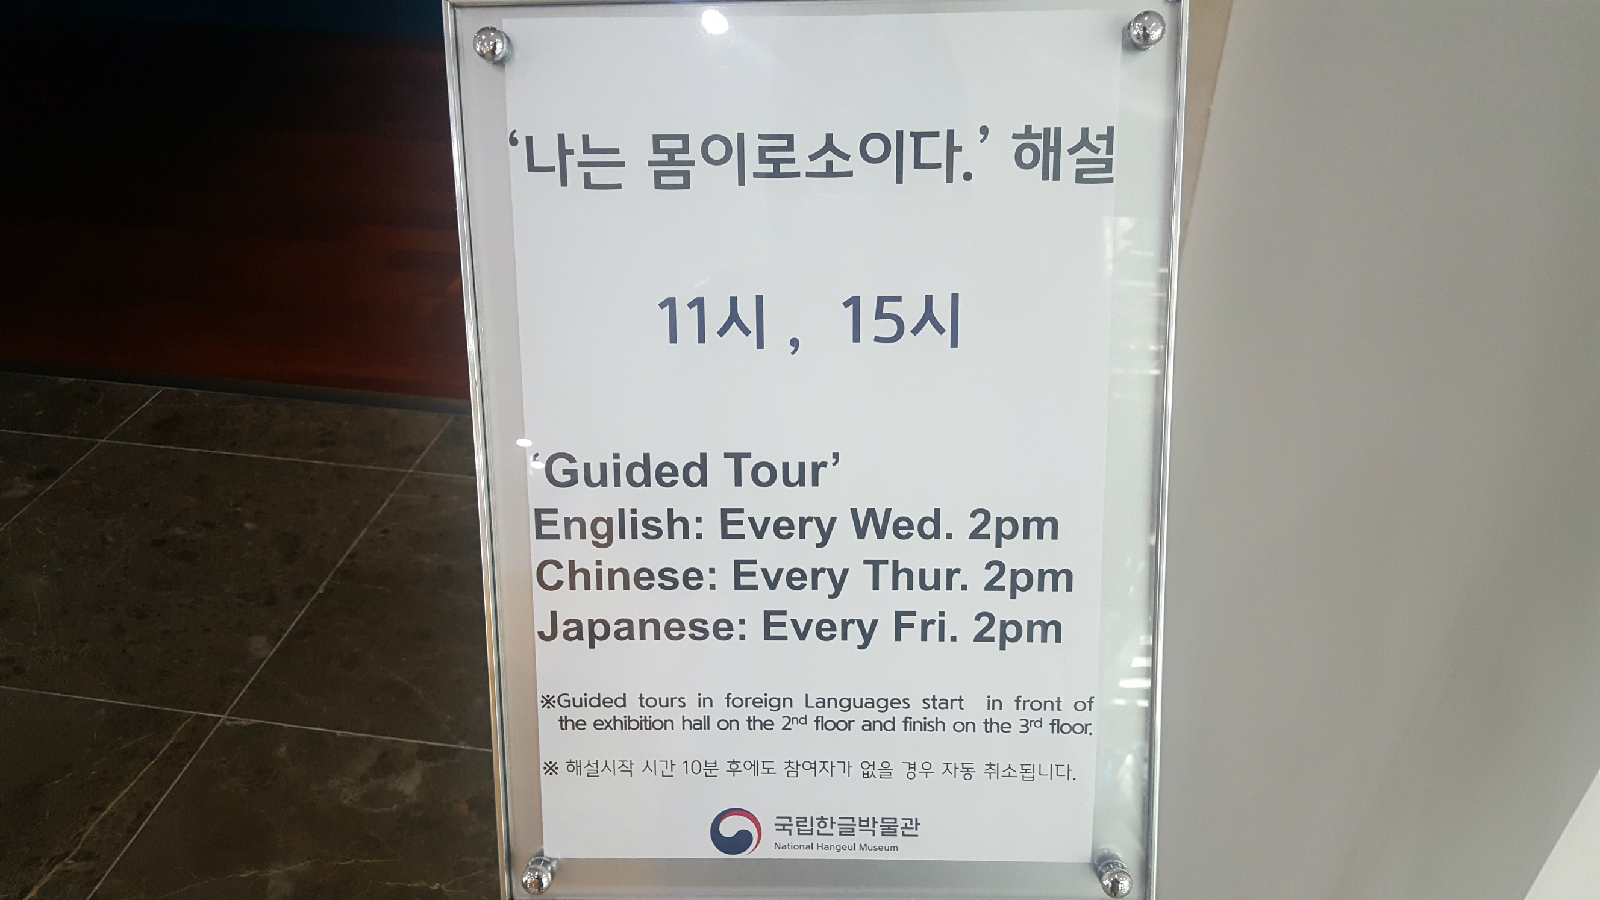 ‘나는 몸이로소이다.’ 해설
11시 , 15시
‘Guided Tour’
English: Every Wed. 2pm
Chinese: Every Thur. 2pm
Japanese: Every Fri. 2pm
※Guided tours in foreign Languages start in front of
the exhibition hall on the 2nd floor and finish on the 3rd floor.
※ 해설시작 시간 10분 후에도 참여자가 없을 경우 자동 취소됩니다.
국립한글박물관
National Hangeul Museum